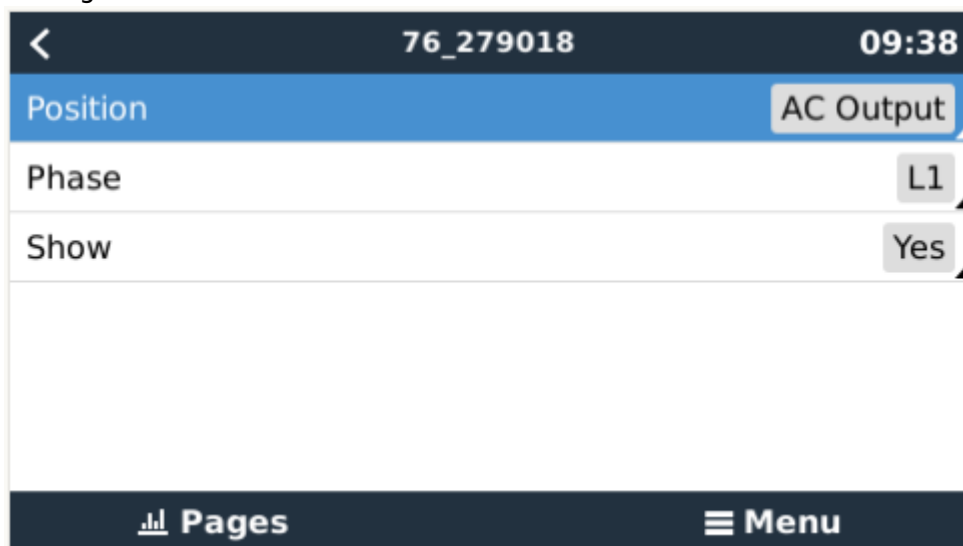 76_279018 09:38
Position AC Output
Phase L1
Show Yes
Pages Menu